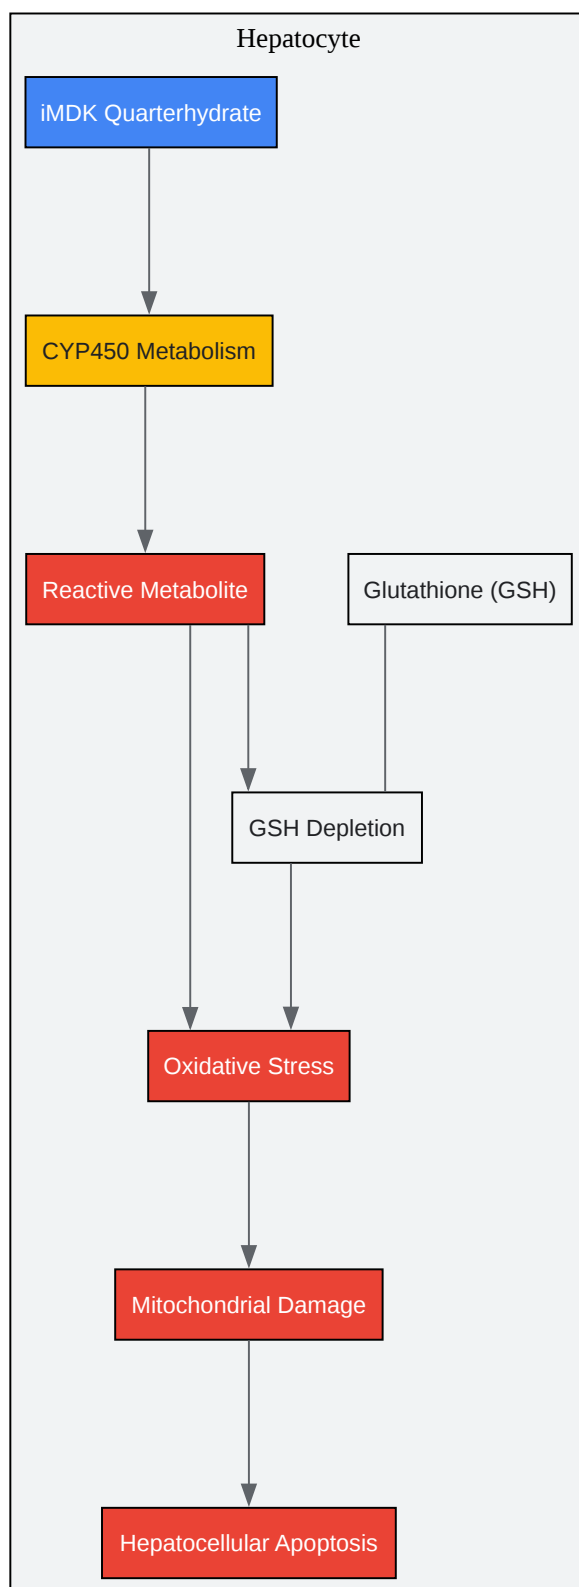 Hepatocyte
iMDK Quarterhydrate
CYP450 Metabolism
Reactive Metabolite
Glutathione (GSH)
GSH Depletion
Oxidative Stress
Mitochondrial Damage
Hepatocellular Apoptosis